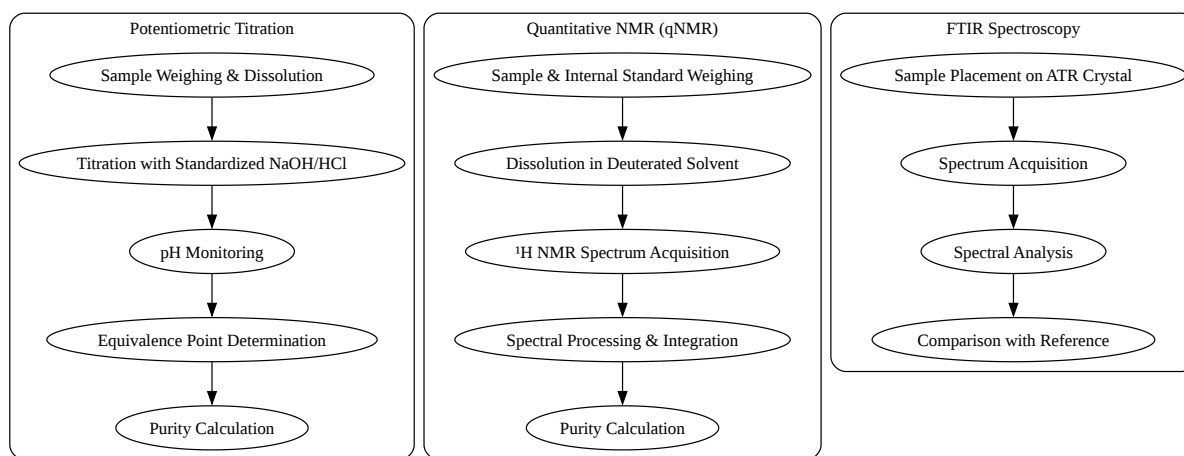 Potentiometric Titration
Sample Weighing & Dissolution
Titration with Standardized NaOH/HCl
pH Monitoring
Equivalence Point Determination
Purity Calculation
Quantitative NMR (qNMR)
Sample & Internal Standard Weighing
Dissolution in Deuterated Solvent
¹H NMR Spectrum Acquisition
Spectral Processing & Integration
Purity Calculation
FTIR Spectroscopy
Sample Placement on ATR Crystal
Spectrum Acquisition
Spectral Analysis
Comparison with Reference